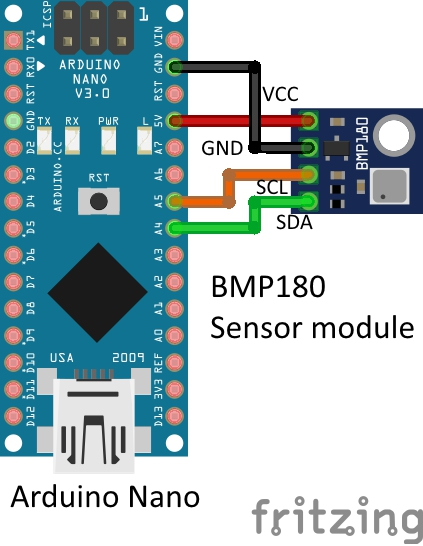 ICSP
1
TX1
RX0
RST
GND
D2
D3
D4
D5
D6
D7
D8
D9
D10
D11
D12
ARDUINO
NANO
V3.0
TX RX PWR L
ARDUINO.CC
RST
USA 2009
VIN
GND
RST
5V
A7
A6
A5
A4
A3
A2
A1
A0
REF
3V3
D13
VCC
GND
SCL
SDA
BMP180
BMP180
Sensor module
Arduino Nano
fritzing